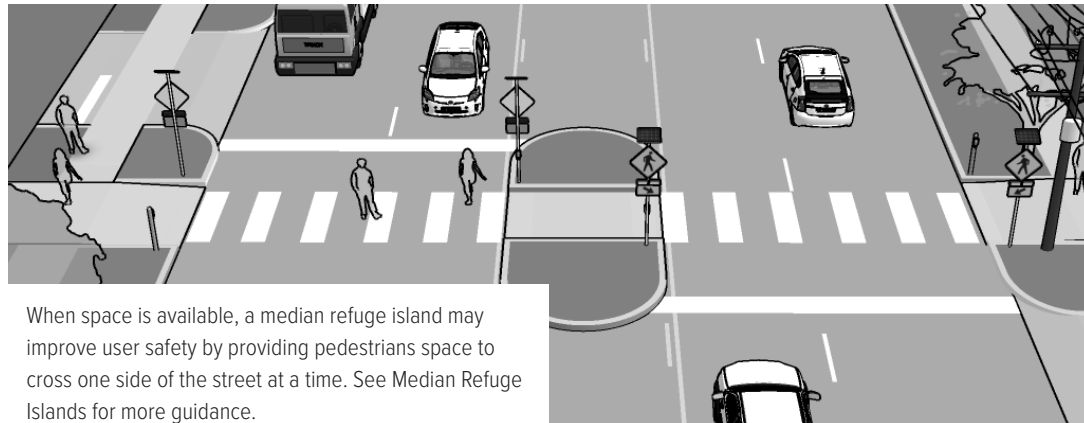 TRUCK
When space is available, a median refuge island may
improve user safety by providing pedestrians space to
cross one side of the street at a time. See Median Refuge
Islands for more guidance.